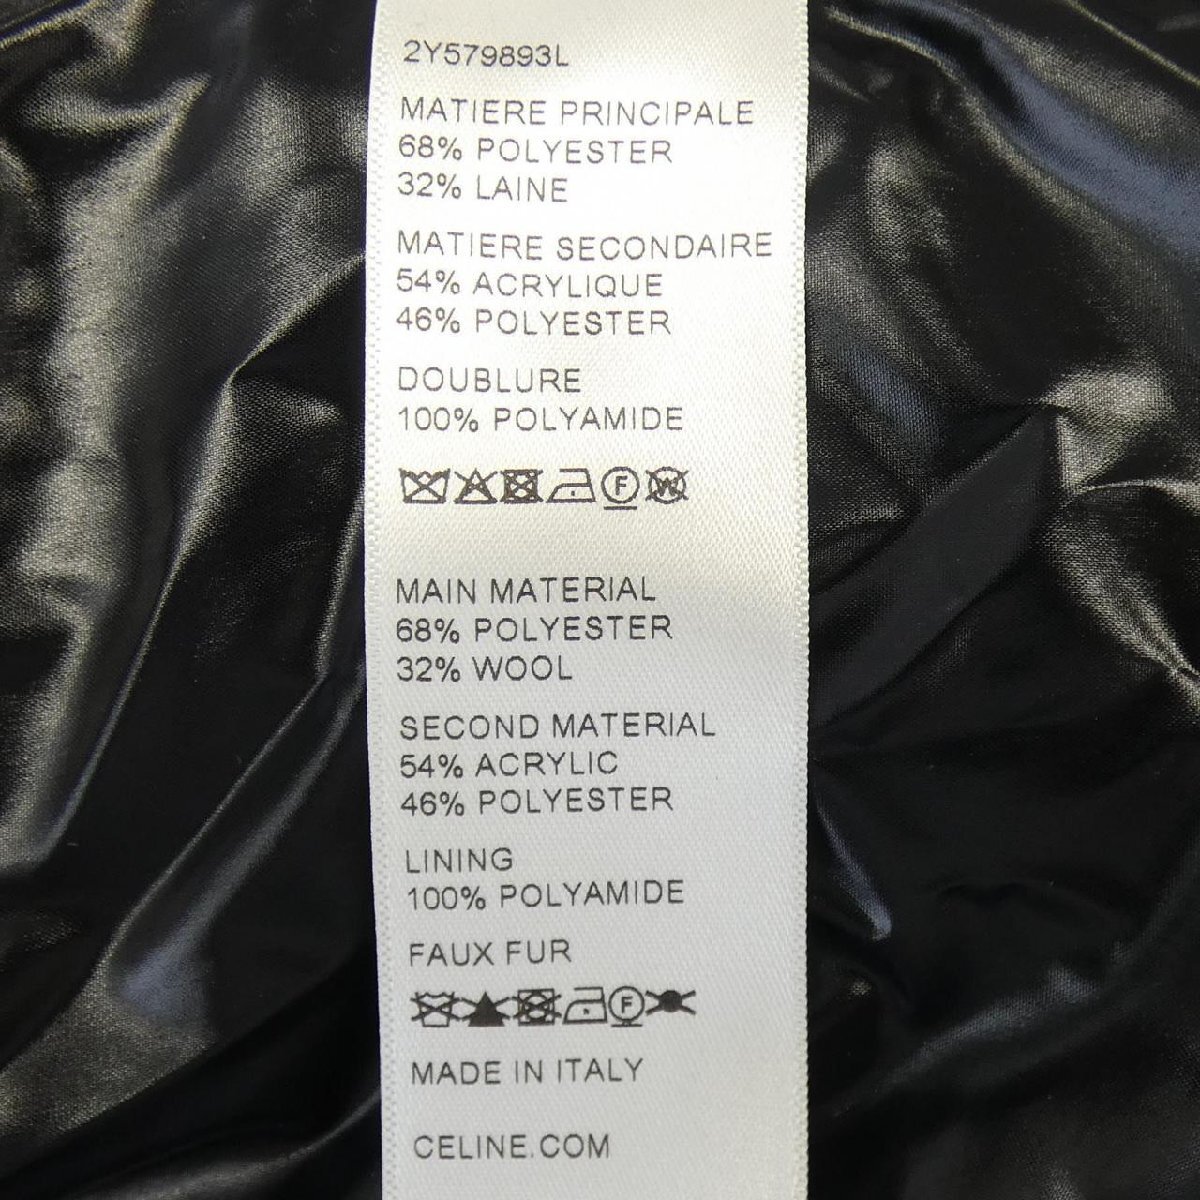 2Y579893L
MATIERE PRINCIPALE
68% POLYESTER
32% LAINE
MATIERE SECONDAIRE
54% ACRYLIQUE
46% POLYESTER
DOUBLURE
100% POLYAMIDE
F W
MAIN MATERIAL
68% POLYESTER
32% WOOL
SECOND MATERIAL
54% ACRYLIC
46% POLYESTER
LINING
100% POLYAMIDE
FAUX FUR
F
MADE IN ITALY
CELINE.COM